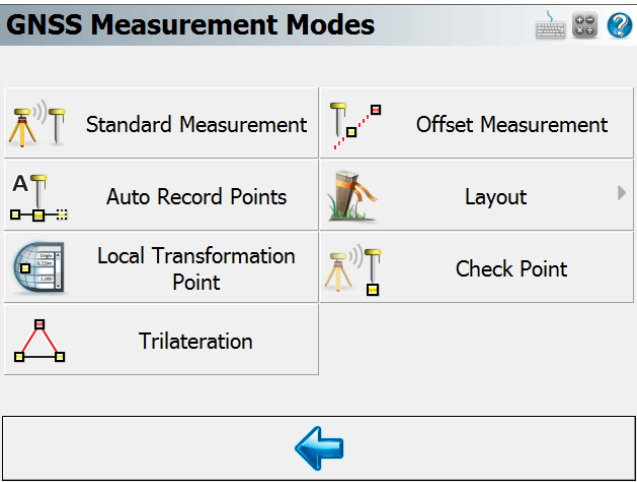 GNSS Measurement Modes
Standard Measurement
Offset Measurement
A
Auto Record Points
Layout
Local Transformation
Point
Check Point
Trilateration